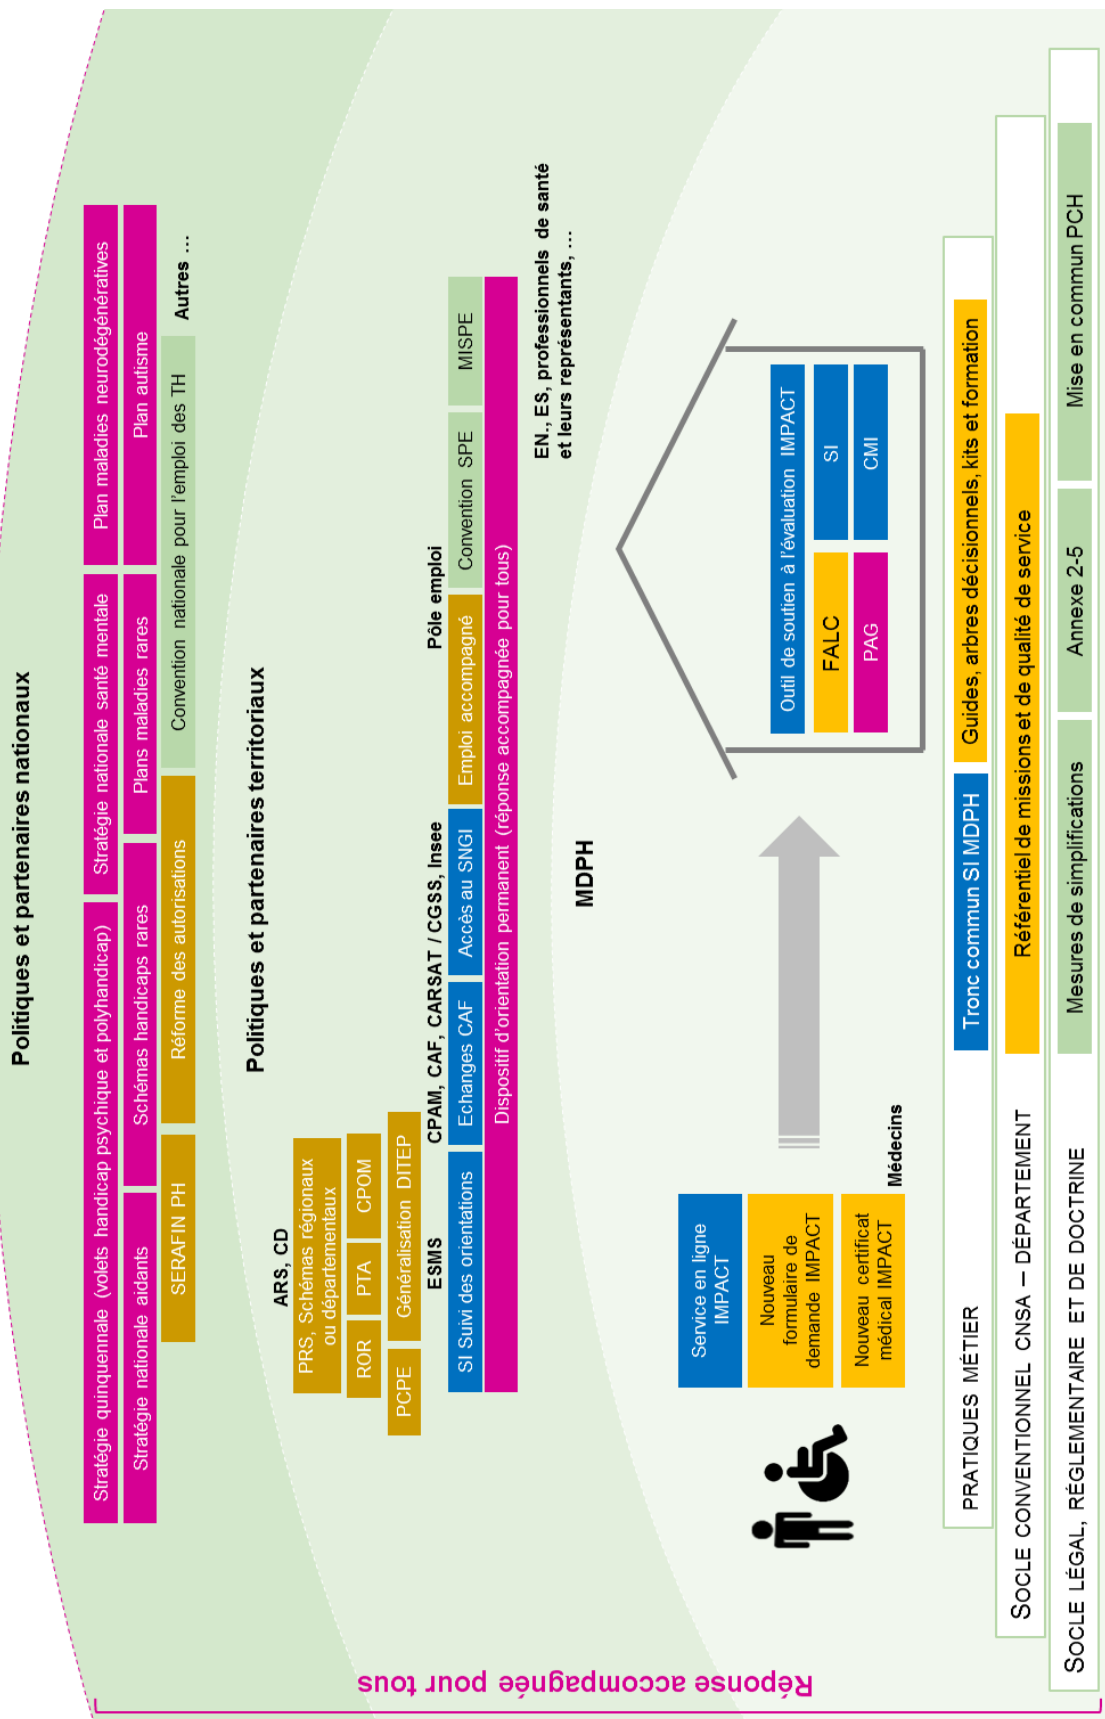 Politiques et partenaires nationaux
Stratégie quinquennale (volets handicap psychique et polyhandicap)
Stratégie nationale santé mentale
Plan maladies neurodégénératives
Stratégie nationale aidants
Schémas handicaps rares
Plans maladies rares
Plan autisme
SERAFIN PH
Réforme des autorisations
Convention nationale pour l'emploi des TH
Autres ...
Politiques et partenaires territoriaux
ARS, CD
PRS, Schémas régionaux
ou départementaux
ROR
PTA
CPOM
PCPE
Généralisation DITEP
ESMS
CPAM, CAF, CARSAT / CGSS, Insee
Pôle emploi
SI Suivi des orientations
Echanges CAF
Accès au SNGI
Emploi accompagné
Convention SPE
MISPE
Dispositif d'orientation permanent (réponse accompagnée pour tous)
EN., ES, professionnels de santé
et leurs représentants, ...
MDPH
Service en ligne
IMPACT
Nouveau
formulaire de
demande IMPACT
Nouveau certificat
médical IMPACT
Médecins
Outil de soutien à l'évaluation IMPACT
FALC
SI
PAG
CMI
PRATIQUES MÉTIER
Tronc commun SI MDPH
Guides, arbres décisionnels, kits et formation
SOCLE CONVENTIONNEL CNSA – DÉPARTEMENT
Référentiel de missions et de qualité de service
SOCLE LÉGAL, RÉGLEMENTAIRE ET DE DOCTRINE
Mesures de simplifications
Annexe 2-5
Mise en commun PCH
Réponse accompagnée pour tous